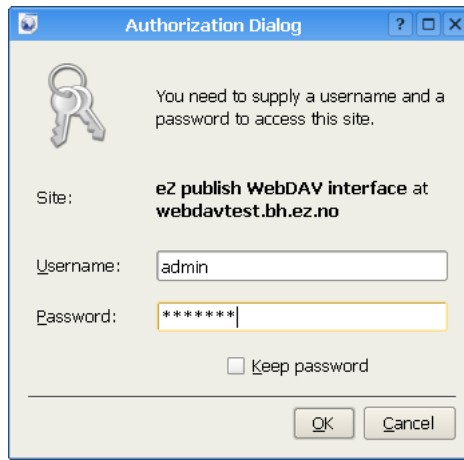 Authorization Dialog
You need to supply a username and a
password to access this site.
Site:
eZ publish WebDAV interface at
webdavtest.bh.ez.no
Username:
admin
Password:
*******
Keep password
OK
Cancel